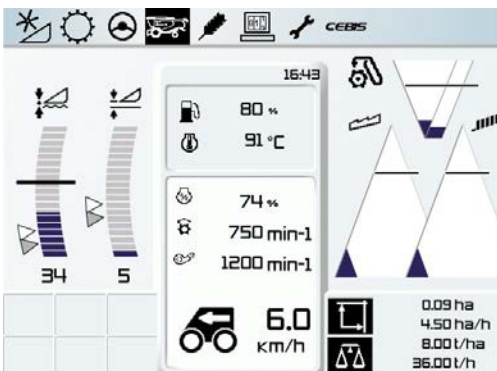 CEBIS
16:43
80 %
91 °C
74 %
750 min-1
1200 min-1
6.0
km/h
34
5
0.09 ha
4.50 ha/h
8.00 t/ha
36.00 t/h